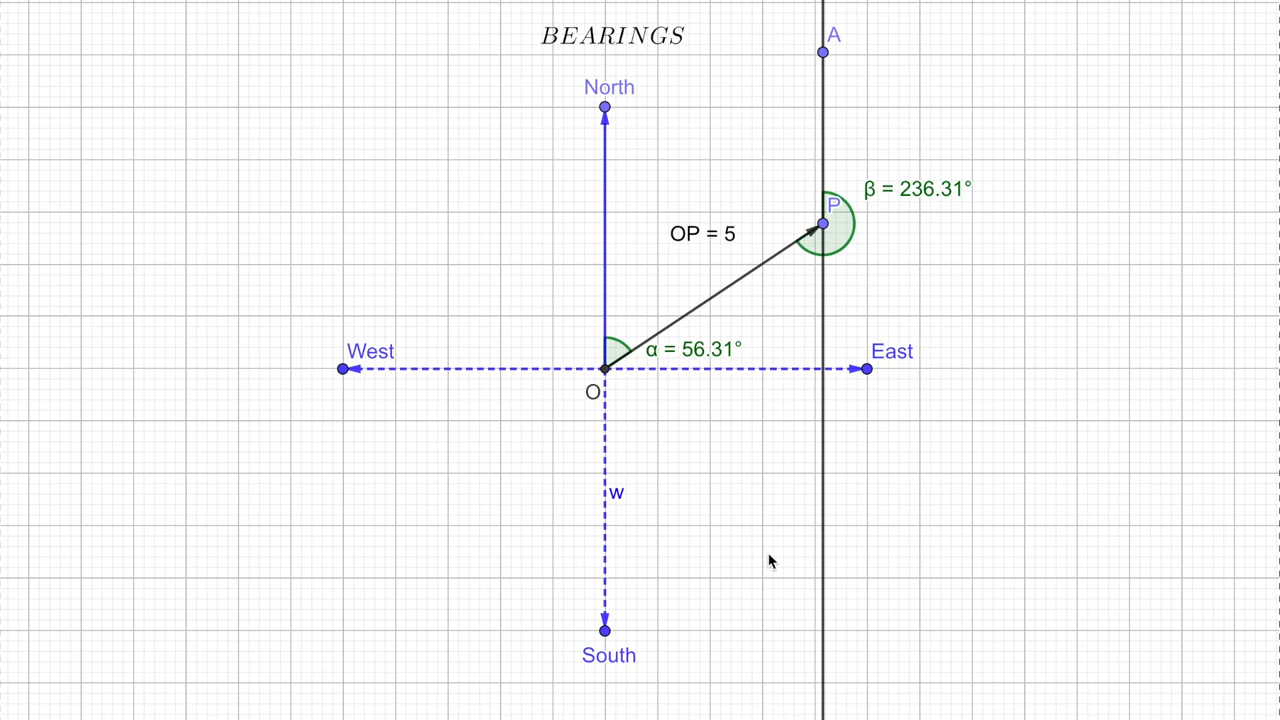 BEARINGS
A
North
β = 236.31°
P
OP = 5
West
α = 56.31°
East
O
w
South